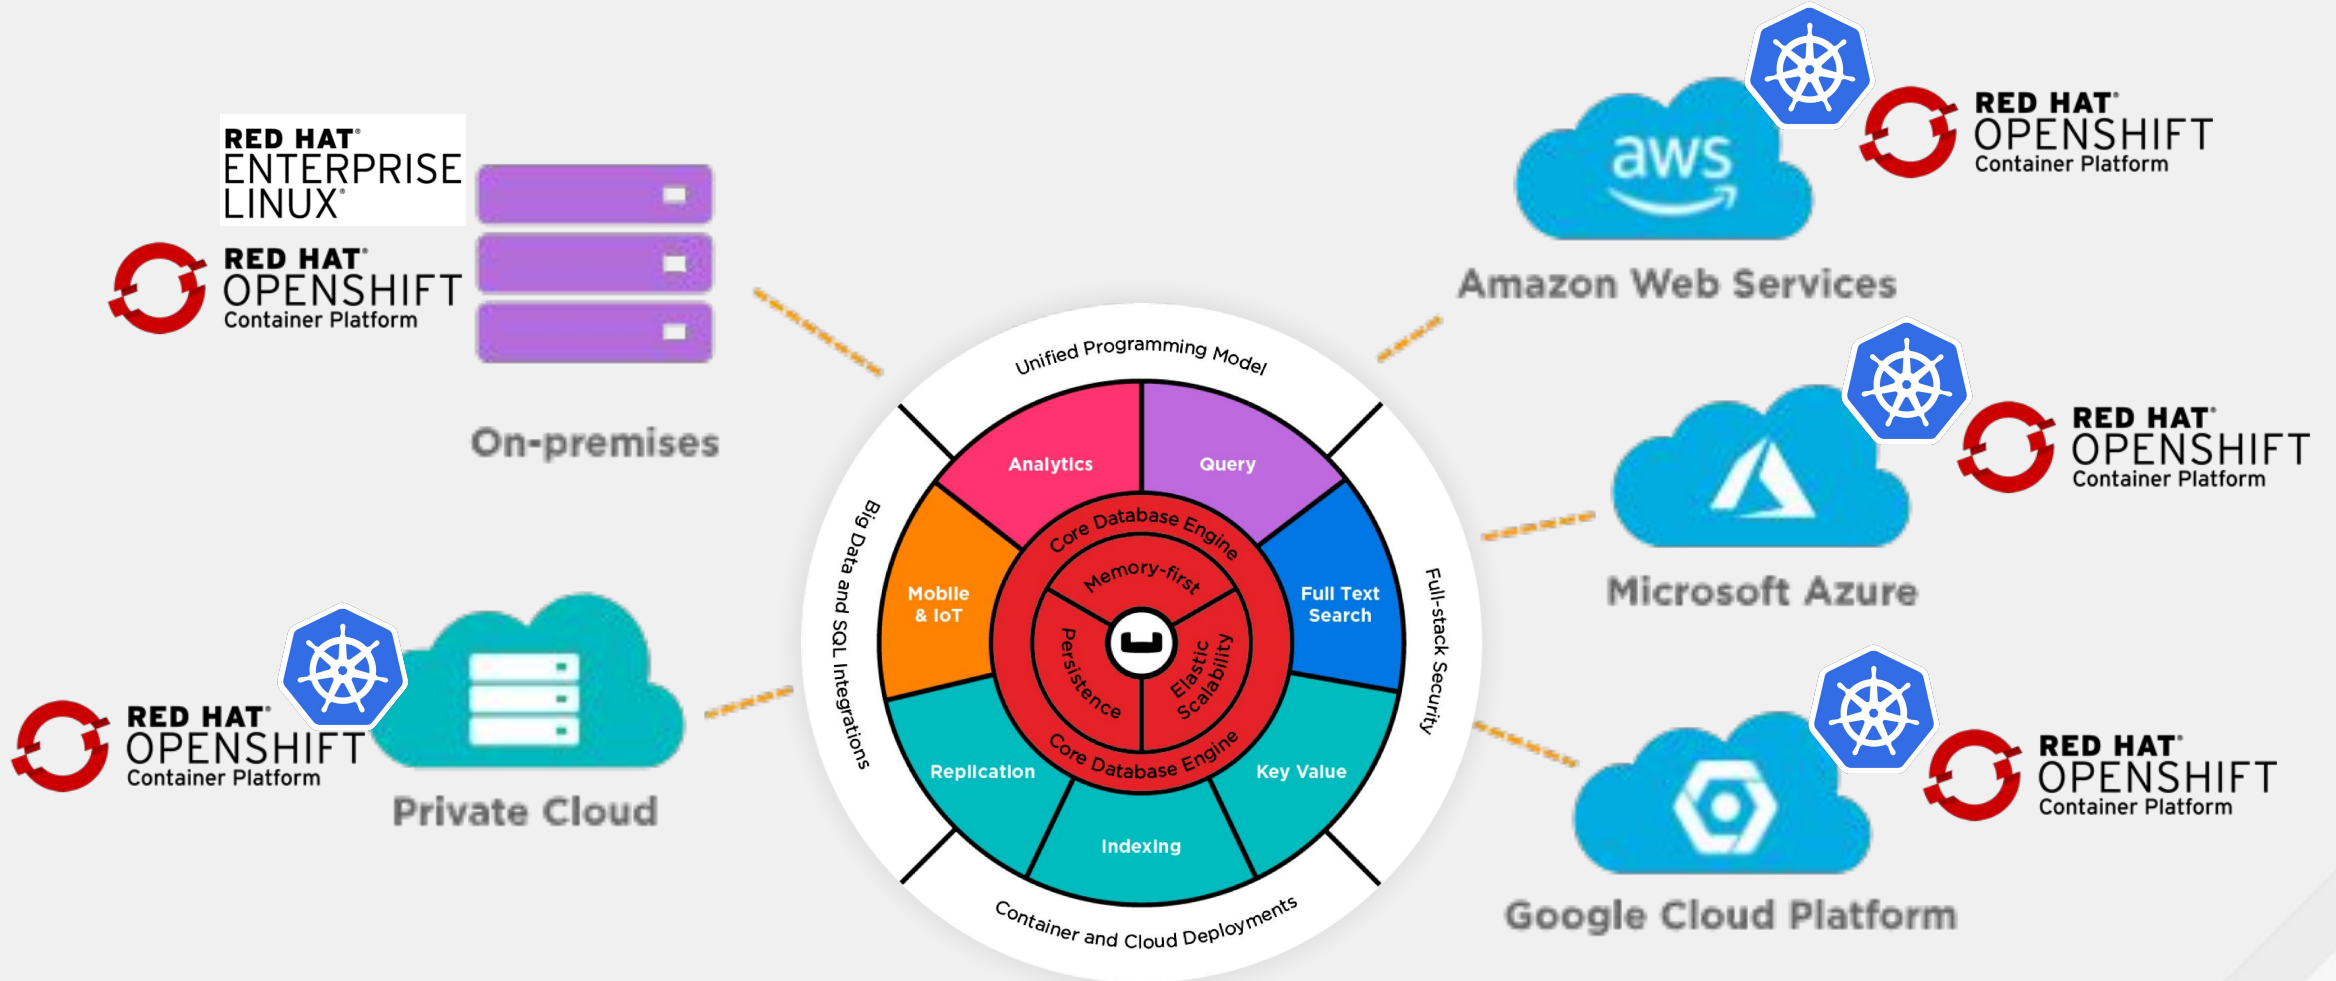 RED HAT®
ENTERPRISE
LINUX®
RED HAT®
OPENSHIFT
Container Platform
On-premises
RED HAT®
OPENSHIFT
Container Platform
Private Cloud
Unified Programming Model
Big Data and SQL Integrations
Full-stack Security
Container and Cloud Deployments
Analytics
Query
Mobile
& IoT
Full Text
Search
Replication
Key Value
Indexing
Core Database Engine
Memory-first
Persistence
Elastic
Scalability
Core Database Engine
aws
RED HAT®
OPENSHIFT
Container Platform
Amazon Web Services
RED HAT®
OPENSHIFT
Container Platform
Microsoft Azure
RED HAT®
OPENSHIFT
Container Platform
Google Cloud Platform